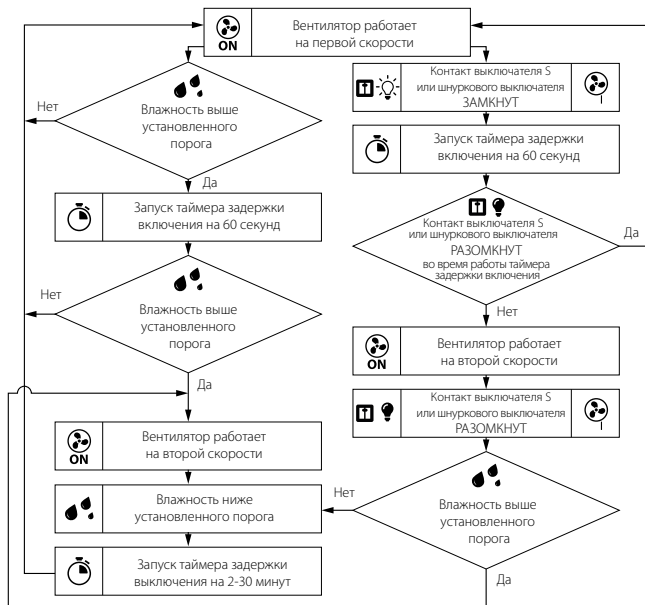 ON
Вентилятор работает
на первой скорости
Нет
Влажность выше
установленного
порога
Да
Запуск таймера задержки
включения на 60 секунд
Нет
Влажность выше
установленного
порога
Да
ON
Вентилятор работает
на второй скорости
Влажность ниже
установленного порога
Запуск таймера задержки
выключения на 2-30 минут
Контакт выключателя S
или шнуркового выключателя
ЗАМКНУТ
Запуск таймера задержки
включения на 60 секунд
Контакт выключателя S
или шнуркового выключателя
РАЗОМКНУТ
во время работы таймера
задержки включения
Да
Нет
ON
Вентилятор работает
на второй скорости
Контакт выключателя S
или шнуркового выключателя
РАЗОМКНУТ
Нет
Влажность выше
установленного
порога
Да